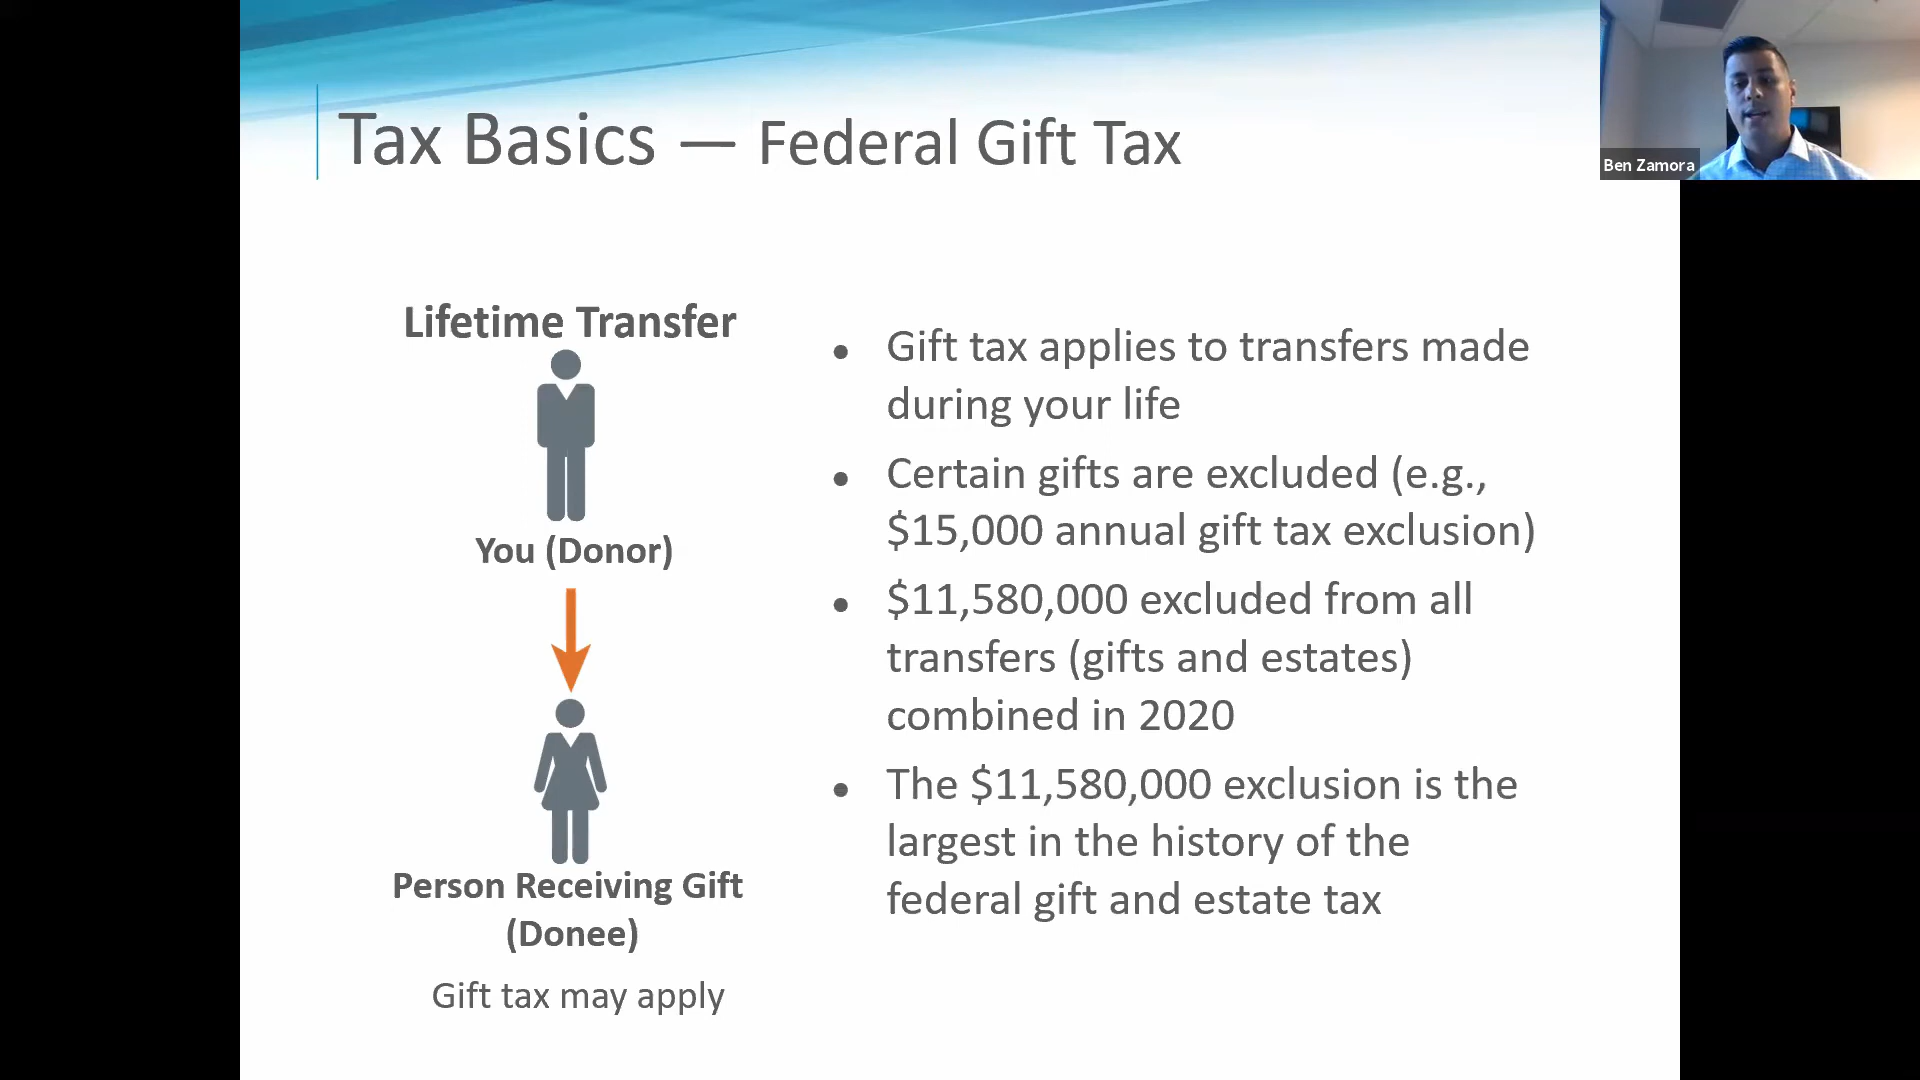 Tax Basics — Federal Gift Tax
Ben Zamora
Lifetime Transfer
You (Donor)
Person Receiving Gift
(Donee)
Gift tax may apply
• Gift tax applies to transfers made
during your life
• Certain gifts are excluded (e.g.,
$15,000 annual gift tax exclusion)
• $11,580,000 excluded from all
transfers (gifts and estates)
combined in 2020
• The $11,580,000 exclusion is the
largest in the history of the
federal gift and estate tax